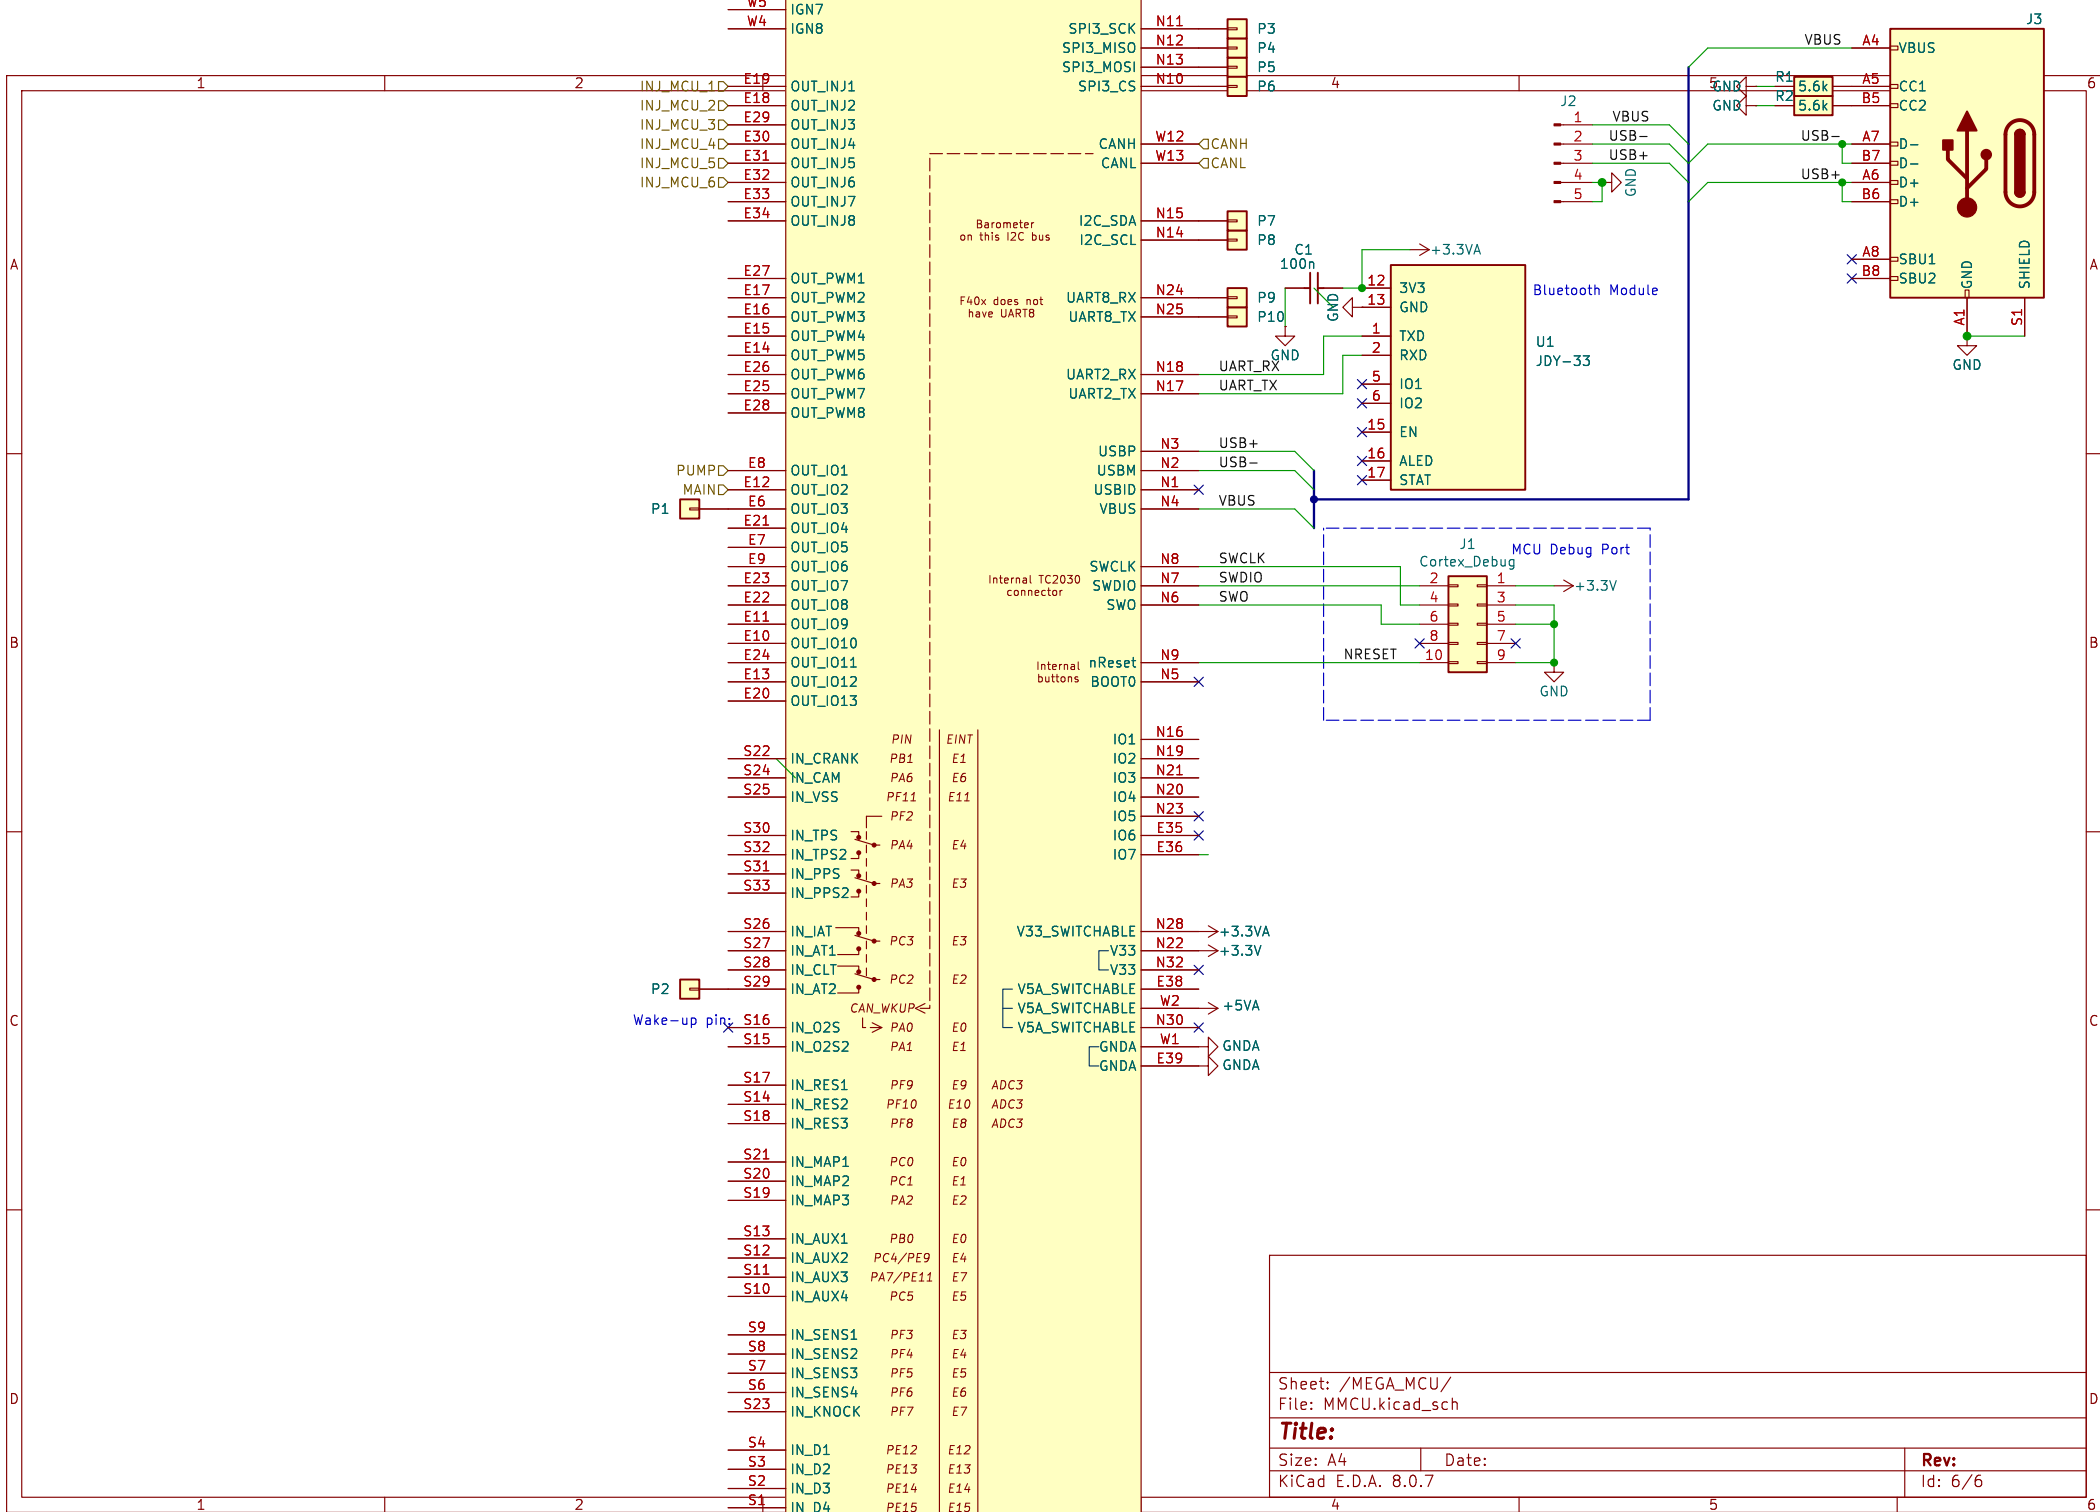 W5 IGN7
W4 IGN8
1
2
4
5
6
INJ_MCU_1 E19 OUT_INJ1
INJ_MCU_2 E18 OUT_INJ2
INJ_MCU_3 E29 OUT_INJ3
INJ_MCU_4 E30 OUT_INJ4
INJ_MCU_5 E31 OUT_INJ5
INJ_MCU_6 E32 OUT_INJ6
E33 OUT_INJ7
E34 OUT_INJ8
E27 OUT_PWM1
E17 OUT_PWM2
E16 OUT_PWM3
E15 OUT_PWM4
E14 OUT_PWM5
E26 OUT_PWM6
E25 OUT_PWM7
E28 OUT_PWM8
PUMP E8 OUT_IO1
MAIN E12 OUT_IO2
P1 E6 OUT_IO3
E21 OUT_IO4
E7 OUT_IO5
E9 OUT_IO6
E23 OUT_IO7
E22 OUT_IO8
E11 OUT_IO9
E10 OUT_IO10
E24 OUT_IO11
E13 OUT_IO12
E20 OUT_IO13
PIN EINT
S22 IN_CRANK PB1 E1
S24 IN_CAM PA6 E6
S25 IN_VSS PF11 E11
PF2
S30 IN_TPS
PA4 E4
S32 IN_TPS2
S31 IN_PPS
PA3 E3
S33 IN_PPS2
S26 IN_IAT
PC3 E3
S27 IN_AT1
S28 IN_CLT
PC2 E2
P2 S29 IN_AT2
CAN_WKUP
Wake-up pin: S16 IN_O2S PA0 E0
S15 IN_O2S2 PA1 E1
S17 IN_RES1 PF9 E9 ADC3
S14 IN_RES2 PF10 E10 ADC3
S18 IN_RES3 PF8 E8 ADC3
S21 IN_MAP1 PC0 E0
S20 IN_MAP2 PC1 E1
S19 IN_MAP3 PA2 E2
S13 IN_AUX1 PB0 E0
S12 IN_AUX2 PC4/PE9 E4
S11 IN_AUX3 PA7/PE11 E7
S10 IN_AUX4 PC5 E5
S9 IN_SENS1 PF3 E3
S8 IN_SENS2 PF4 E4
S7 IN_SENS3 PF5 E5
S6 IN_SENS4 PF6 E6
S23 IN_KNOCK PF7 E7
S4 IN_D1 PE12 E12
S3 IN_D2 PE13 E13
S2 IN_D3 PE14 E14
S1 IN_D4 PE15 E15
SPI3_SCK N11 P3
SPI3_MISO N12 P4
SPI3_MOSI N13 P5
SPI3_CS N10 P6
CANH W12 CANH
CANL W13 CANL
Barometer
on this I2C bus
I2C_SDA N15 P7
I2C_SCL N14 P8
F40x does not
have UART8
UART8_RX N24 P9
UART8_TX N25 P10
UART2_RX N18 UART_RX
UART2_TX N17 UART_TX
USBP N3 USB+
USBM N2 USB-
USBID N1
VBUS N4 VBUS
Internal TC2030
connector
SWCLK N8 SWCLK
SWDIO N7 SWDIO
SWO N6 SWO
Internal
buttons
nReset N9 NRESET
BOOT0 N5
IO1 N16
IO2 N19
IO3 N21
IO4 N20
IO5 N23
IO6 E35
IO7 E36
V33_SWITCHABLE N28 +3.3VA
V33 N22 +3.3V
V33 N32
V5A_SWITCHABLE E38
V5A_SWITCHABLE W2 +5VA
V5A_SWITCHABLE N30
GNDA W1 GNDA
GNDA E39 GNDA
C1
100n
GND
GND
+3.3VA
12 3V3
13 GND
1 TXD
2 RXD
5 IO1
6 IO2
15 EN
16 ALED
17 STAT
Bluetooth Module
U1
JDY-33
MCU Debug Port
J1
Cortex_Debug
2 1 +3.3V
4 3
6 5
8 7
10 9
GND
J2
1 VBUS
2 USB-
3 USB+
4 GND
5
J3
VBUS A4 VBUS
GND R1 5.6k A5 CC1
GND R2 5.6k B5 CC2
USB- A7 D-
B7 D-
USB+ A6 D+
B6 D+
A8 SBU1
B8 SBU2
GND SHIELD
A1 S1
GND
A
A
B
B
C
C
D
D
Sheet: /MEGA_MCU/
File: MMCU.kicad_sch
Title:
Size: A4 Date: Rev:
KiCad E.D.A. 8.0.7 Id: 6/6
1
2
4
5
6